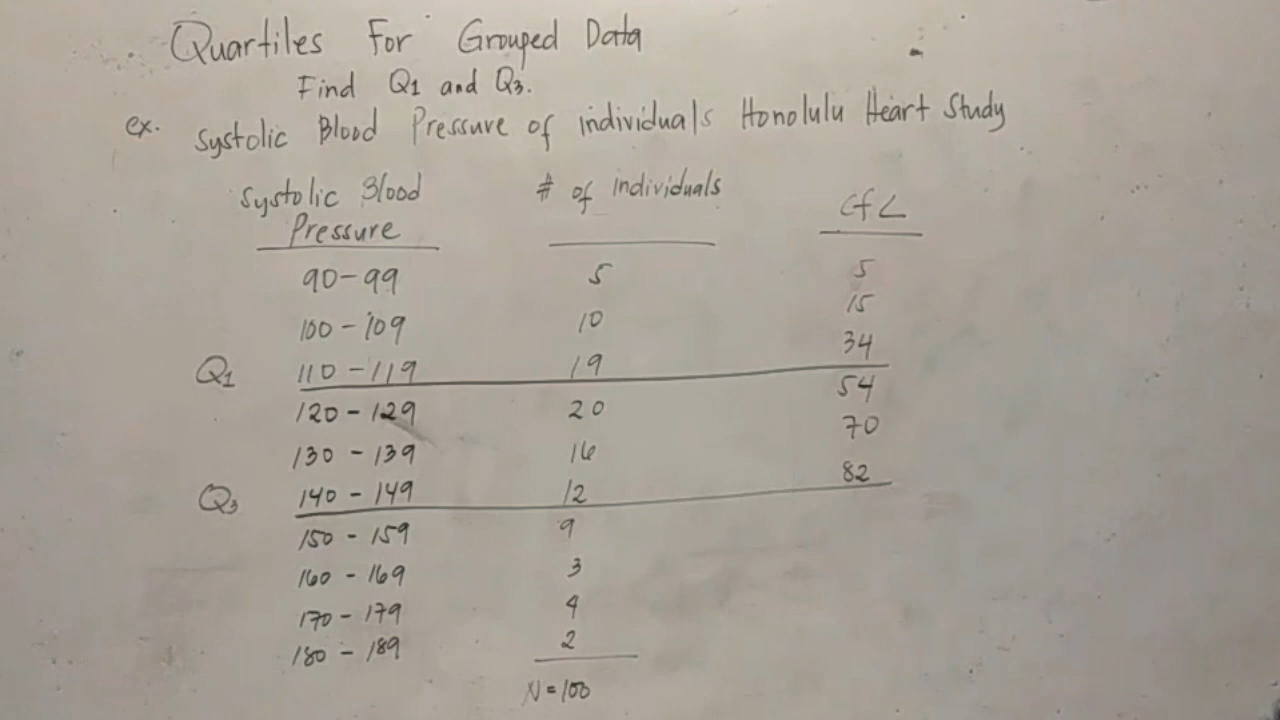 Quartiles For Grouped Data
Find Q1 and Q3.
ex. Systolic Blood Pressure of individuals Honolulu Heart Study
Systolic Blood Pressure # of individuals cf<
90-99 5 5
100-109 10 15
Q1 110-119 19 34
120-129 20 54
130-139 16 70
Q3 140-149 12 82
150-159 9
160-169 3
170-179 4
180-189 2
N=100